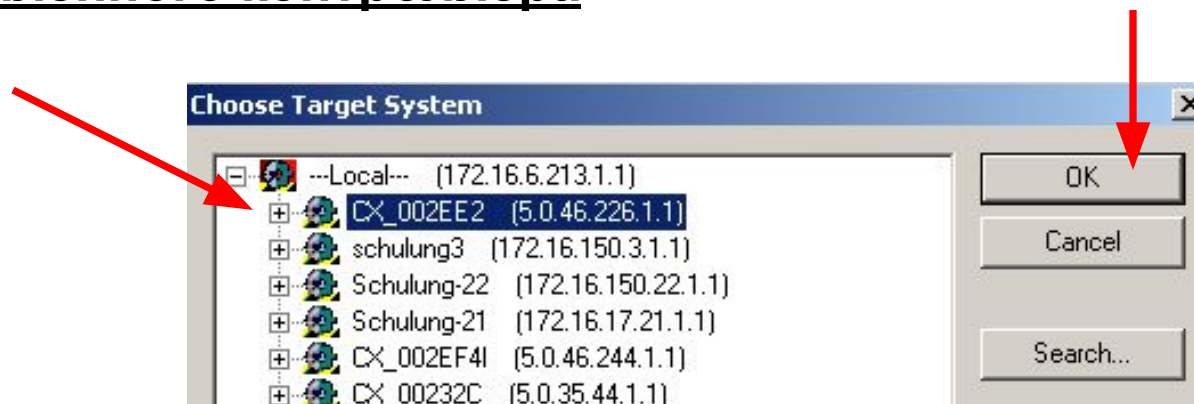 Choose Target System
---Local--- (172.16.6.213.1.1)
CX_002EE2 (5.0.46.226.1.1)
schulung3 (172.16.150.3.1.1)
Schulung-22 (172.16.150.22.1.1)
Schulung-21 (172.16.17.21.1.1)
CX_002EF4I (5.0.46.244.1.1)
CX_00232C (5.0.35.44.1.1)
OK
Cancel
Search...